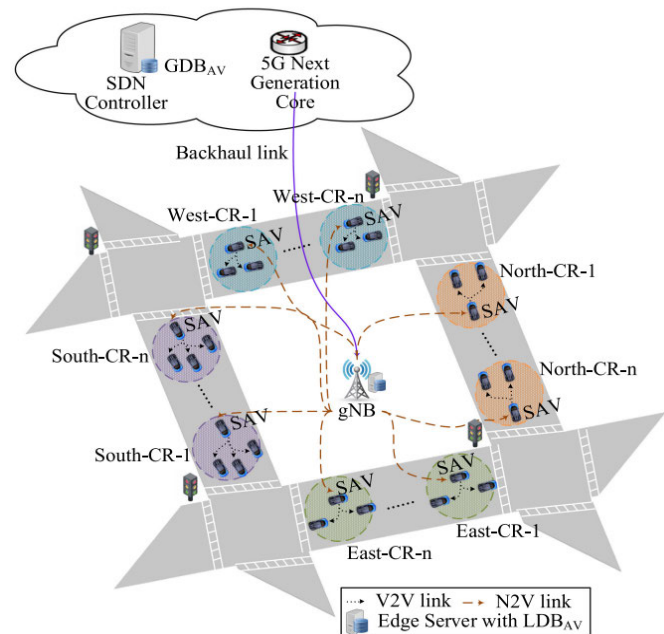 GDB_AV
SDN
Controller
5G Next
Generation
Core
Backhaul link
West-CR-n
West-CR-1
SAV
SAV
North-CR-1
SAV
SAV
South-CR-n
North-CR-n
gNB
SAV
SAV
South-CR-1
SAV
SAV
East-CR-1
East-CR-n
V2V link
N2V link
Edge Server with LDB_AV